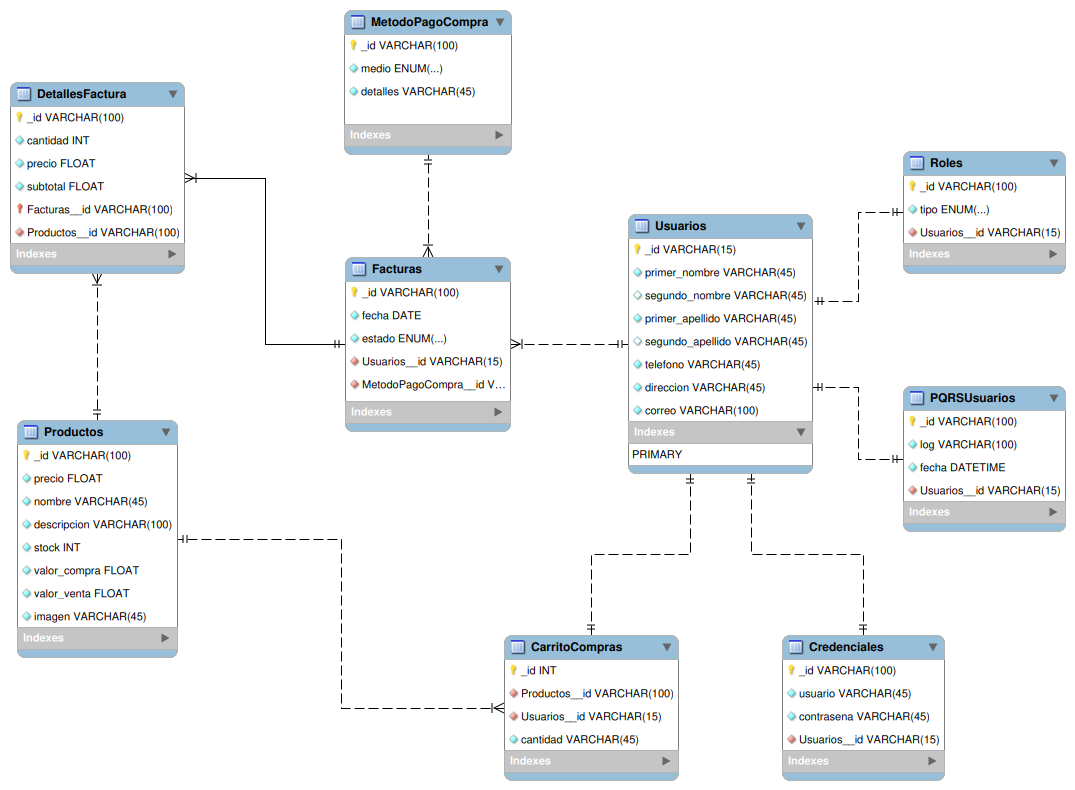 MetodoPagoCompra
_id VARCHAR(100)
medio ENUM(...)
detalles VARCHAR(45)
Indexes
DetallesFactura
_id VARCHAR(100)
cantidad INT
precio FLOAT
subtotal FLOAT
Facturas__id VARCHAR(100)
Productos__id VARCHAR(100)
Indexes
Roles
_id VARCHAR(100)
tipo ENUM(...)
Usuarios__id VARCHAR(15)
Indexes
Usuarios
_id VARCHAR(15)
primer_nombre VARCHAR(45)
segundo_nombre VARCHAR(45)
primer_apellido VARCHAR(45)
segundo_apellido VARCHAR(45)
telefono VARCHAR(45)
direccion VARCHAR(45)
correo VARCHAR(100)
Indexes
PRIMARY
Facturas
_id VARCHAR(100)
fecha DATE
estado ENUM(...)
Usuarios__id VARCHAR(15)
MetodoPagoCompra__id V...
Indexes
PQRSUsuarios
_id VARCHAR(100)
log VARCHAR(100)
fecha DATETIME
Usuarios__id VARCHAR(15)
Indexes
Productos
_id VARCHAR(100)
precio FLOAT
nombre VARCHAR(45)
descripcion VARCHAR(100)
stock INT
valor_compra FLOAT
valor_venta FLOAT
imagen VARCHAR(45)
Indexes
CarritoCompras
_id INT
Productos__id VARCHAR(100)
Usuarios__id VARCHAR(15)
cantidad VARCHAR(45)
Indexes
Credenciales
_id VARCHAR(100)
usuario VARCHAR(45)
contrasena VARCHAR(45)
Usuarios__id VARCHAR(15)
Indexes